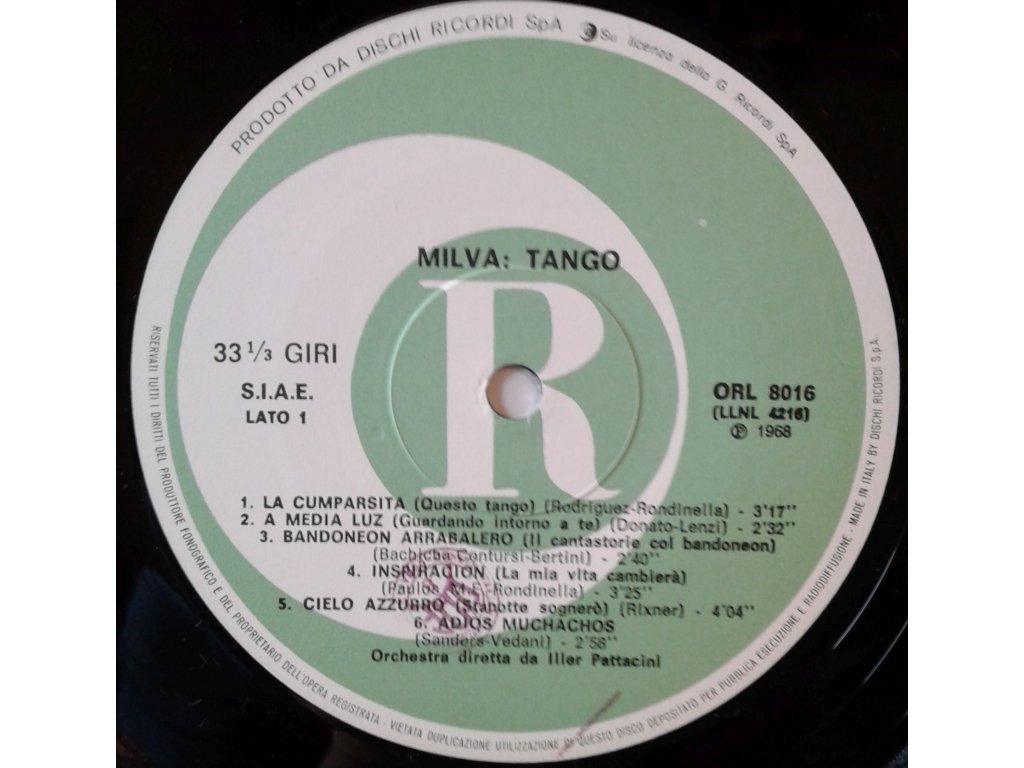 PRODOTTO DA DISCHI RICORDI SpA Su licenza della G. Ricordi SpA
MILVA: TANGO
R
33 1/3 GIRI
S.I.A.E.
LATO 1
ORL 8016
(LLNL 4216)
℗ 1968
1. LA CUMPARSITA (Questo tango) (Rodriguez-Rondinella) - 3'17"
2. A MEDIA LUZ (Guardando intorno a te) (Donato-Lenzi) - 2'32"
3. BANDONEON ARRABALERO (Il cantastorie col bandoneon)
(Bachicha-Centursi-Bertini) - 2'40"
4. INSPIRACION (La mia vita cambierà)
(Paulos M.P.-Rondinella) - 3'25"
5. CIELO AZZURRO (Stanotte sognerò) (Rixner) - 4'04"
6. ADIOS MUCHACHOS
(Sanders-Vedani) - 2'58"
Orchestra diretta da Iller Pattacini
RISERVATI TUTTI I DIRITTI DEL PRODUTTORE FONOGRAFICO E DEL PROPRIETARIO DELL'OPERA REGISTRATA - VIETATA DUPLICAZIONE UTILIZZAZIONE DI QUESTO DISCO DEPOSITATO PER PUBBLICA ESECUZIONE E RADIODIFFUSIONE - MADE IN ITALY BY DISCHI RICORDI S.p.A.